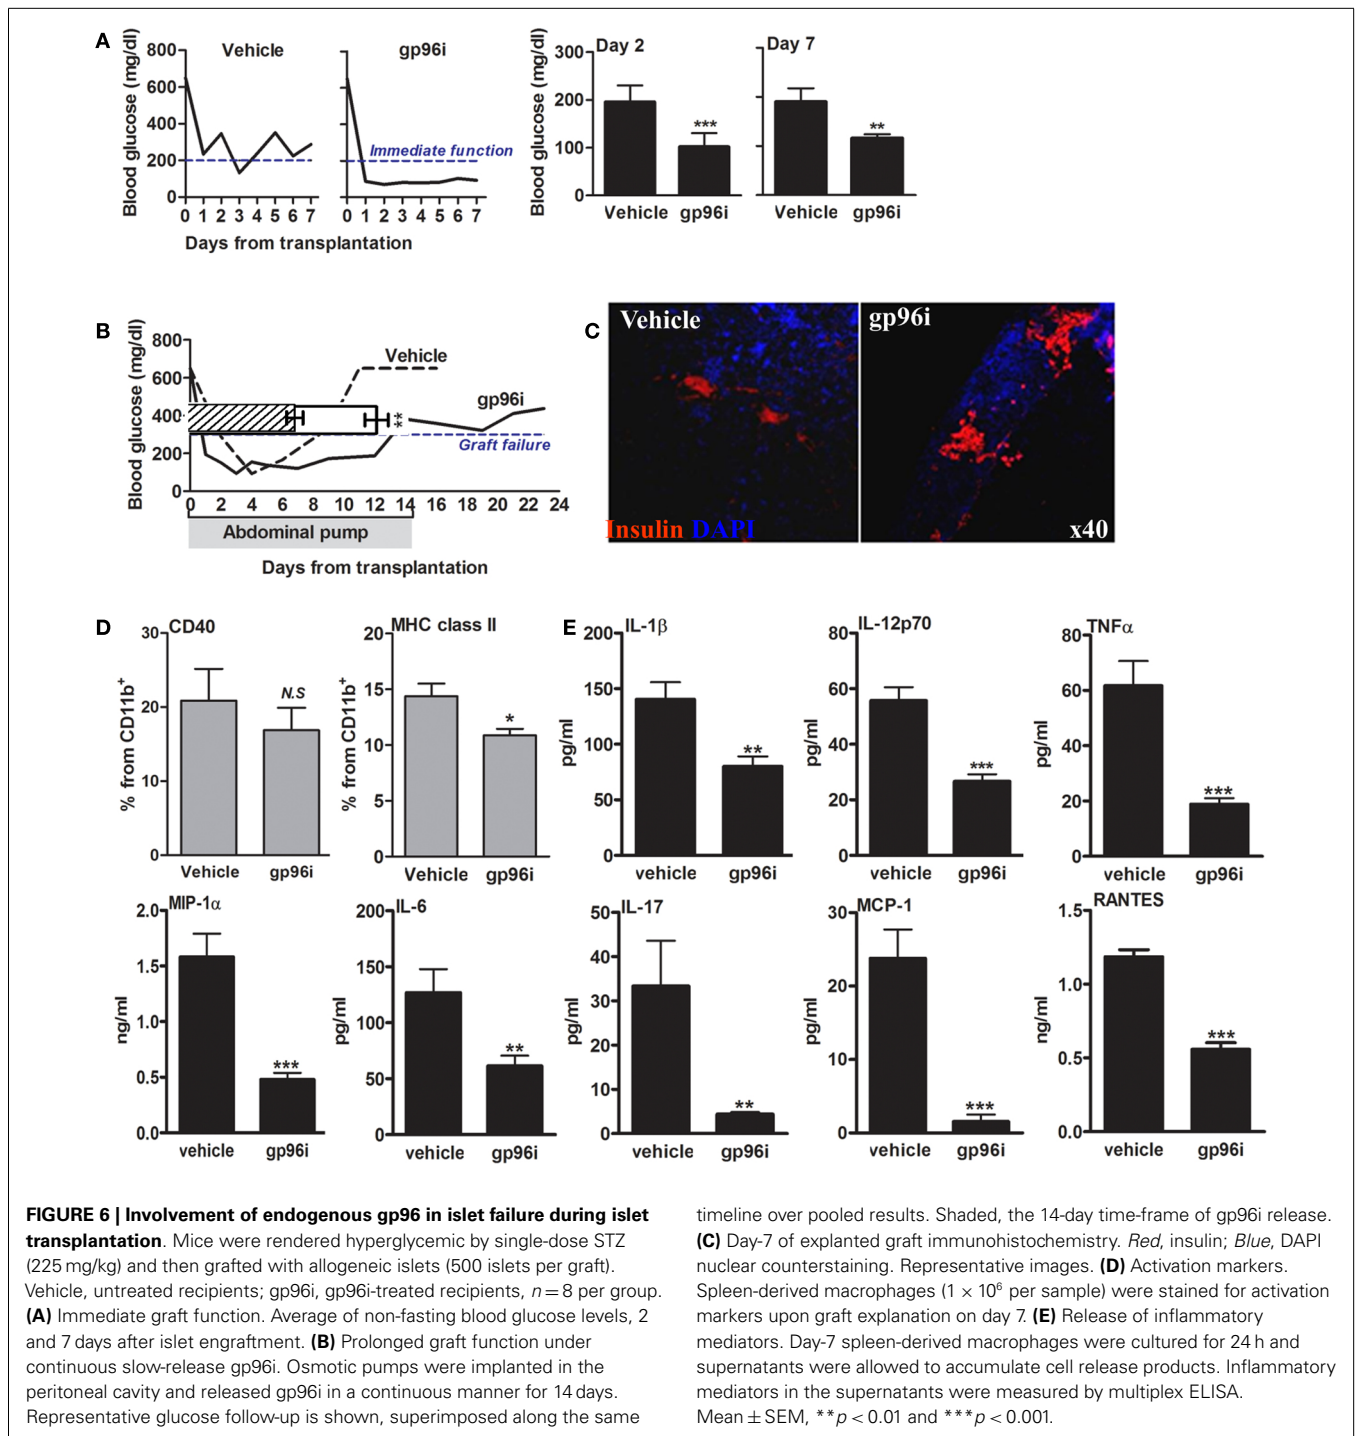 A
Blood glucose (mg/dl)
800
600
400
200
0
Vehicle
0 1 2 3 4 5 6 7
gp96i
Immediate function
0 1 2 3 4 5 6 7
Days from transplantation
Blood glucose (mg/dl)
300
200
100
0
Day 2
***
Vehicle gp96i
Day 7
**
Vehicle gp96i
B
Blood glucose (mg/dl)
800
600
400
200
0
Vehicle
gp96i
**
Graft failure
0 2 4 6 8 10 12 14 16 18 20 22 24
Abdominal pump
Days from transplantation
C
Vehicle
Insulin DAPI
gp96i
x40
D
CD40
% from CD11b+
30
20
10
0
N.S
Vehicle gp96i
MHC class II
% from CD11b+
20
15
10
5
0
*
Vehicle gp96i
E
IL-1β
pg/ml
200
150
100
50
0
**
vehicle gp96i
IL-12p70
pg/ml
80
60
40
20
0
***
vehicle gp96i
TNFα
pg/ml
80
60
40
20
0
***
vehicle gp96i
MIP-1α
ng/ml
2.0
1.5
1.0
0.5
0.0
***
vehicle gp96i
IL-6
pg/ml
200
150
100
50
0
**
vehicle gp96i
IL-17
pg/ml
50
40
30
20
10
0
**
vehicle gp96i
MCP-1
pg/ml
30
20
10
0
***
vehicle gp96i
RANTES
ng/ml
1.5
1.0
0.5
0.0
***
vehicle gp96i
FIGURE 6 | Involvement of endogenous gp96 in islet failure during islet
transplantation. Mice were rendered hyperglycemic by single-dose STZ
(225 mg/kg) and then grafted with allogeneic islets (500 islets per graft).
Vehicle, untreated recipients; gp96i, gp96i-treated recipients, n = 8 per group.
(A) Immediate graft function. Average of non-fasting blood glucose levels, 2
and 7 days after islet engraftment. (B) Prolonged graft function under
continuous slow-release gp96i. Osmotic pumps were implanted in the
peritoneal cavity and released gp96i in a continuous manner for 14 days.
Representative glucose follow-up is shown, superimposed along the same
timeline over pooled results. Shaded, the 14-day time-frame of gp96i release.
(C) Day-7 of explanted graft immunohistochemistry. Red, insulin; Blue, DAPI
nuclear counterstaining. Representative images. (D) Activation markers.
Spleen-derived macrophages (1 × 10⁶ per sample) were stained for activation
markers upon graft explanation on day 7. (E) Release of inflammatory
mediators. Day-7 spleen-derived macrophages were cultured for 24 h and
supernatants were allowed to accumulate cell release products. Inflammatory
mediators in the supernatants were measured by multiplex ELISA.
Mean ± SEM, **p < 0.01 and ***p < 0.001.